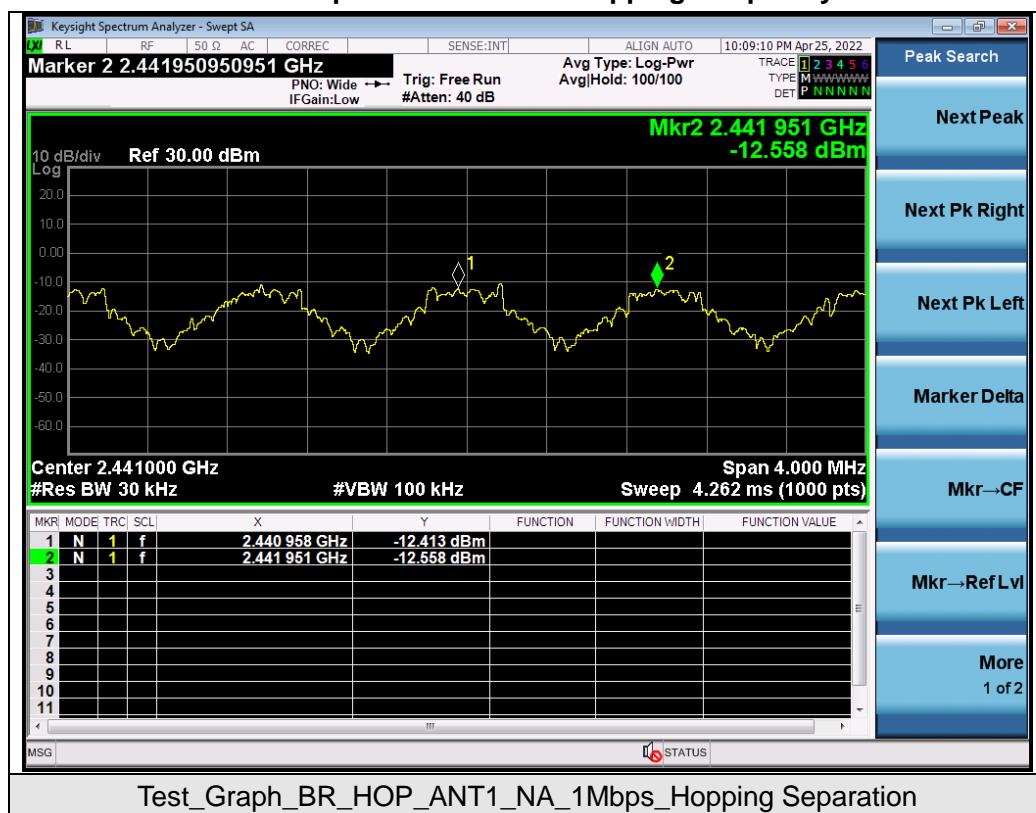 Keysight Spectrum Analyzer - Swept SA
LXI RL RF 50 Ω AC CORREC SENSE:INT ALIGN AUTO 10:09:10 PM Apr 25, 2022
Marker 2 2.441950950951 GHz
PNO: Wide
IFGain:Low
Trig: Free Run
#Atten: 40 dB
Avg Type: Log-Pwr
Avg|Hold: 100/100
TRACE 1 2 3 4 5 6
TYPE M WWWWW
DET P N N N N N
Mkr2 2.441 951 GHz
-12.558 dBm
10 dB/div Ref 30.00 dBm
Log
20.0
10.0
0.00
-10.0
-20.0
-30.0
-40.0
-50.0
-60.0
1
2
Center 2.441000 GHz Span 4.000 MHz
#Res BW 30 kHz #VBW 100 kHz Sweep 4.262 ms (1000 pts)
MKR MODE TRC SCL X Y FUNCTION FUNCTION WIDTH FUNCTION VALUE
1 N 1 f 2.440 958 GHz -12.413 dBm
2 N 1 f 2.441 951 GHz -12.558 dBm
3
4
5
6
7
8
9
10
11
MSG STATUS
Peak Search
Next Peak
Next Pk Right
Next Pk Left
Marker Delta
Mkr→CF
Mkr→Ref Lvl
More
1 of 2
Test_Graph_BR_HOP_ANT1_NA_1Mbps_Hopping Separation